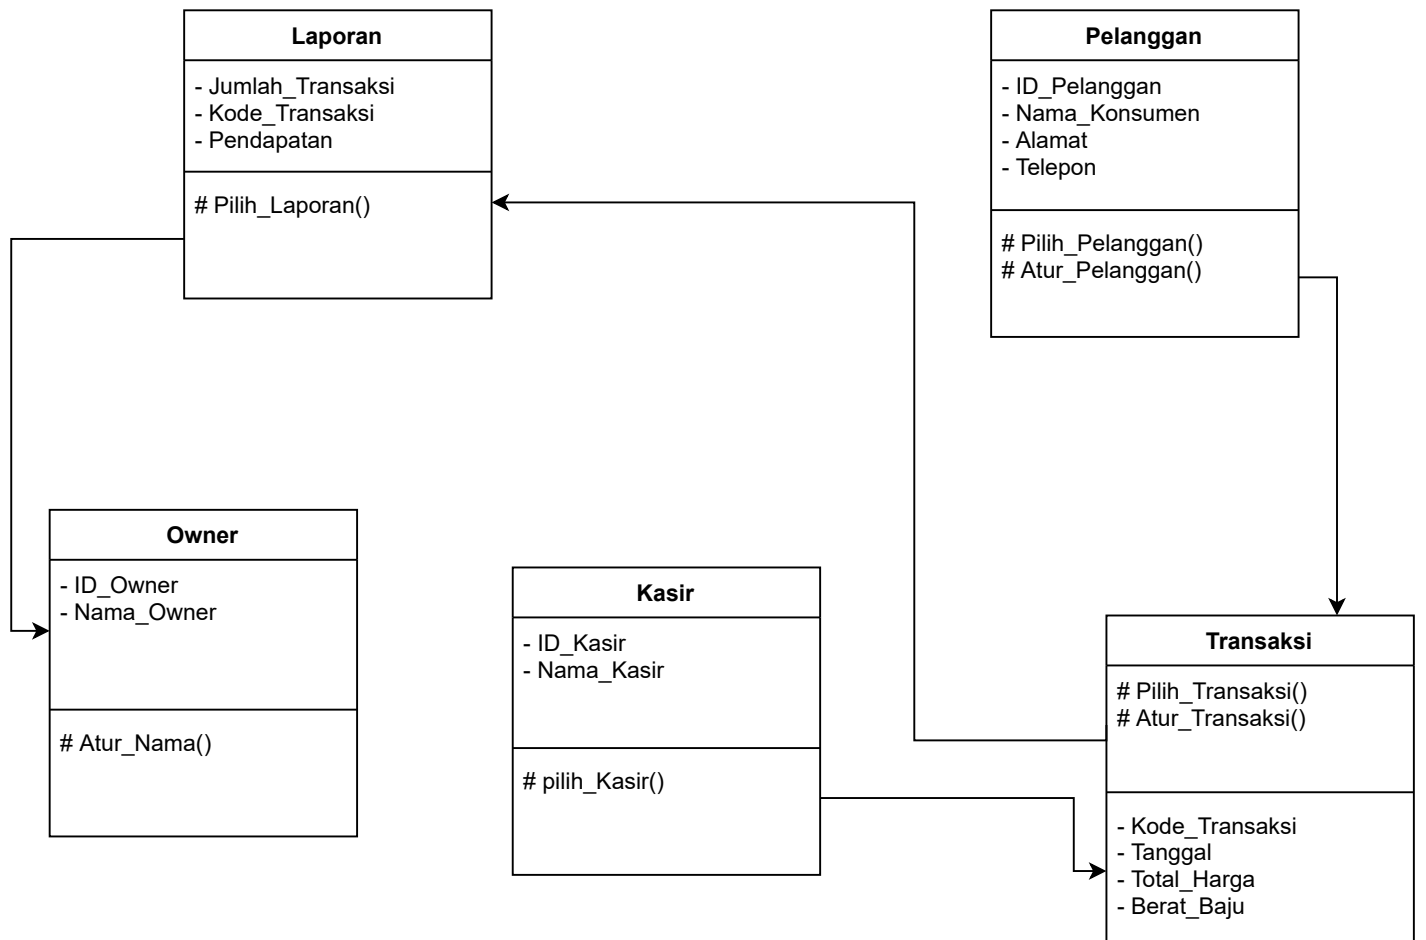 Laporan
- Jumlah_Transaksi
- Kode_Transaksi
- Pendapatan
# Pilih_Laporan()
Pelanggan
- ID_Pelanggan
- Nama_Konsumen
- Alamat
- Telepon
# Pilih_Pelanggan()
# Atur_Pelanggan()
Owner
- ID_Owner
- Nama_Owner
# Atur_Nama()
Kasir
- ID_Kasir
- Nama_Kasir
# pilih_Kasir()
Transaksi
# Pilih_Transaksi()
# Atur_Transaksi()
- Kode_Transaksi
- Tanggal
- Total_Harga
- Berat_Baju